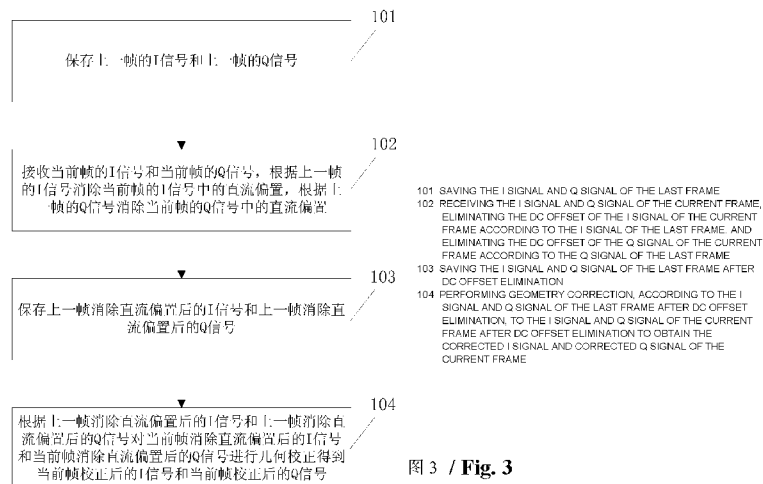 101
保存上一帧的I信号和上一帧的Q信号
102
接收当前帧的I信号和当前帧的Q信号，根据上一帧
的I信号消除当前帧的I信号中的直流偏置，根据上一
帧的Q信号消除当前帧的Q信号中的直流偏置
103
保存上一帧消除直流偏置后的I信号和上一帧消除直
流偏置后的Q信号
104
根据上一帧消除直流偏置后的I信号和上一帧消除直
流偏置后的Q信号对当前帧消除直流偏置后的I信号
和当前帧消除直流偏置后的Q信号进行几何校正得到
当前帧校正后的I信号和当前帧校正后的Q信号
101 SAVING THE I SIGNAL AND Q SIGNAL OF THE LAST FRAME
102 RECEIVING THE I SIGNAL AND Q SIGNAL OF THE CURRENT FRAME,
ELIMINATING THE DC OFFSET OF THE I SIGNAL OF THE CURRENT
FRAME ACCORDING TO THE I SIGNAL OF THE LAST FRAME, AND
ELIMINATING THE DC OFFSET OF THE Q SIGNAL OF THE CURRENT
FRAME ACCORDING TO THE Q SIGNAL OF THE LAST FRAME
103 SAVING THE I SIGNAL AND Q SIGNAL OF THE LAST FRAME AFTER
DC OFFSET ELIMINATION
104 PERFORMING GEOMETRY CORRECTION, ACCORDING TO THE I
SIGNAL AND Q SIGNAL OF THE LAST FRAME AFTER DC OFFSET
ELIMINATION, TO THE I SIGNAL AND Q SIGNAL OF THE CURRENT
FRAME AFTER DC OFFSET ELIMINATION TO OBTAIN THE
CORRECTED I SIGNAL AND CORRECTED Q SIGNAL OF THE
CURRENT FRAME
图 3 / Fig. 3